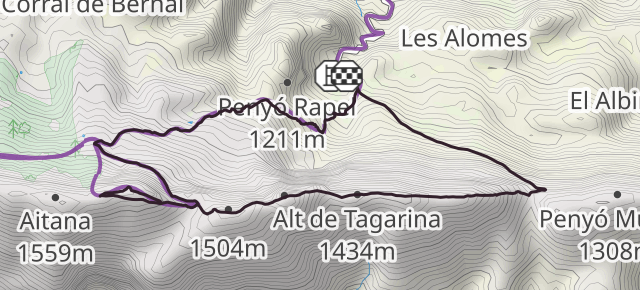 Corral de Bernal
Les Alomes
Penyó Rapel
1211m
El Albi
Aitana
1559m
1504m
Alt de Tagarina
1434m
Penyó Mu
1308m